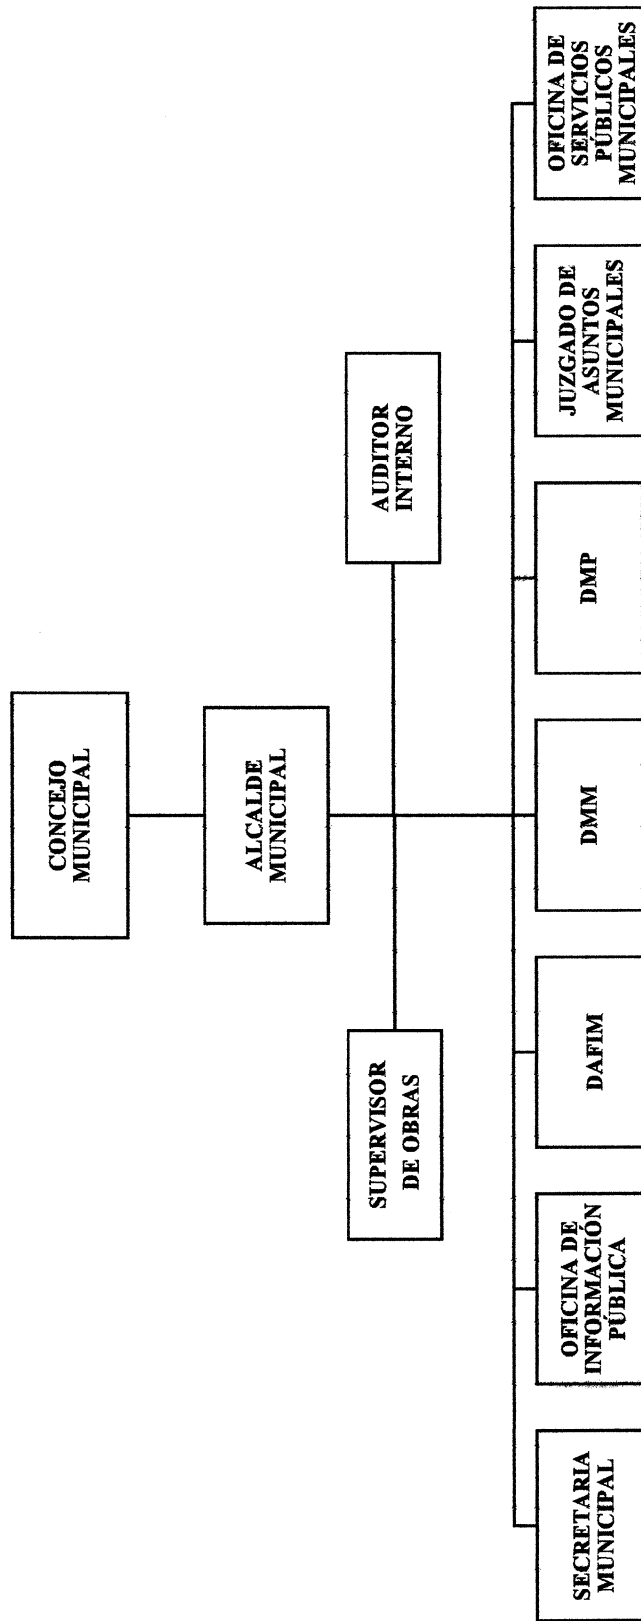 CONCEJO
MUNICIPAL
ALCALDE
MUNICIPAL
SUPERVISOR
DE OBRAS
AUDITOR
INTERNO
SECRETARIA
MUNICIPAL
OFICINA DE
INFORMACIÓN
PÚBLICA
DAFIM
DMM
DMP
JUZGADO DE
ASUNTOS
MUNICIPALES
OFICINA DE
SERVICIOS
PÚBLICOS
MUNICIPALES